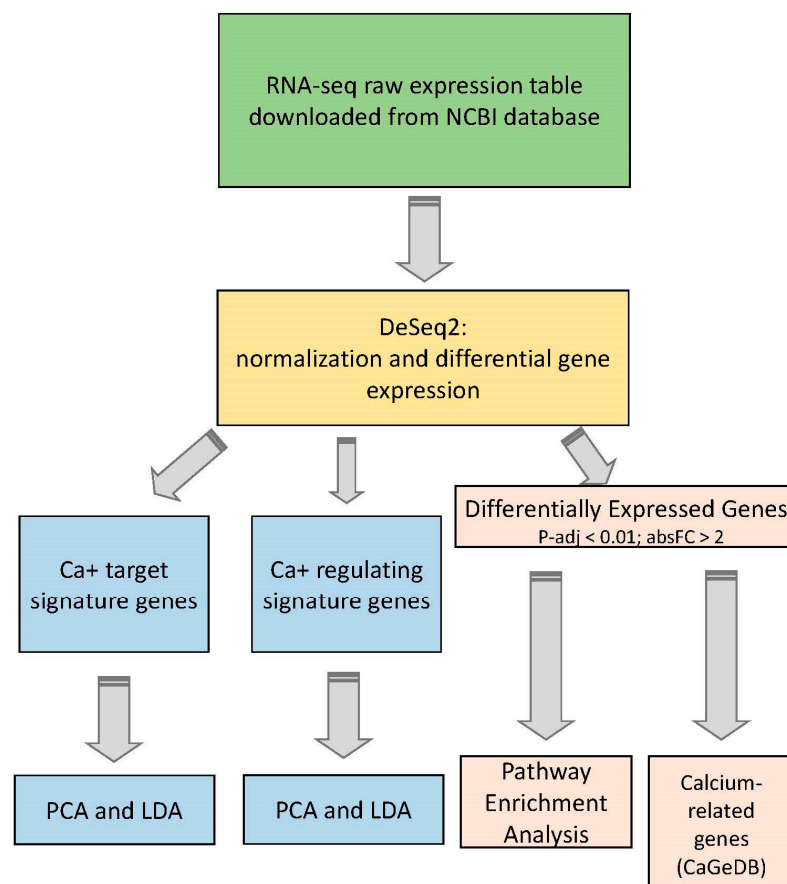 RNA-seq raw expression table
downloaded from NCBI database
DeSeq2:
normalization and differential gene
expression
Ca+ target
signature genes
Ca+ regulating
signature genes
Differentially Expressed Genes
P-adj < 0.01; absFC > 2
PCA and LDA
PCA and LDA
Pathway
Enrichment
Analysis
Calcium-
related
genes
(CaGeDB)